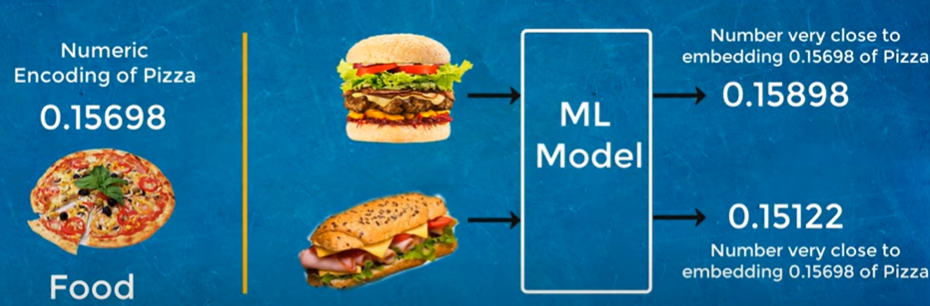 Numeric
Encoding of Pizza
0.15698
Food
ML
Model
Number very close to
embedding 0.15698 of Pizza
0.15898
0.15122
Number very close to
embedding 0.15698 of Pizza